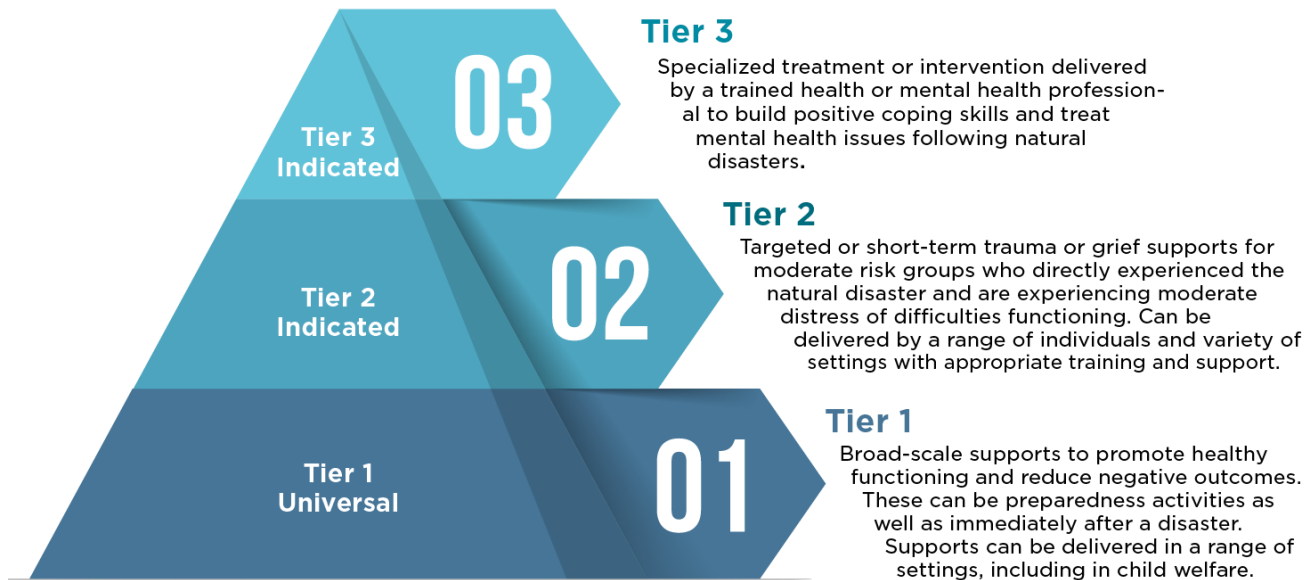 Tier 3
Indicated
03
Tier 3
Specialized treatment or intervention delivered
by a trained health or mental health profession-
al to build positive coping skills and treat
mental health issues following natural
disasters.
Tier 2
Indicated
02
Tier 2
Targeted or short-term trauma or grief supports for
moderate risk groups who directly experienced the
natural disaster and are experiencing moderate
distress of difficulties functioning. Can be
delivered by a range of individuals and variety of
settings with appropriate training and support.
Tier 1
Universal
01
Tier 1
Broad-scale supports to promote healthy
functioning and reduce negative outcomes.
These can be preparedness activities as
well as immediately after a disaster.
Supports can be delivered in a range of
settings, including in child welfare.